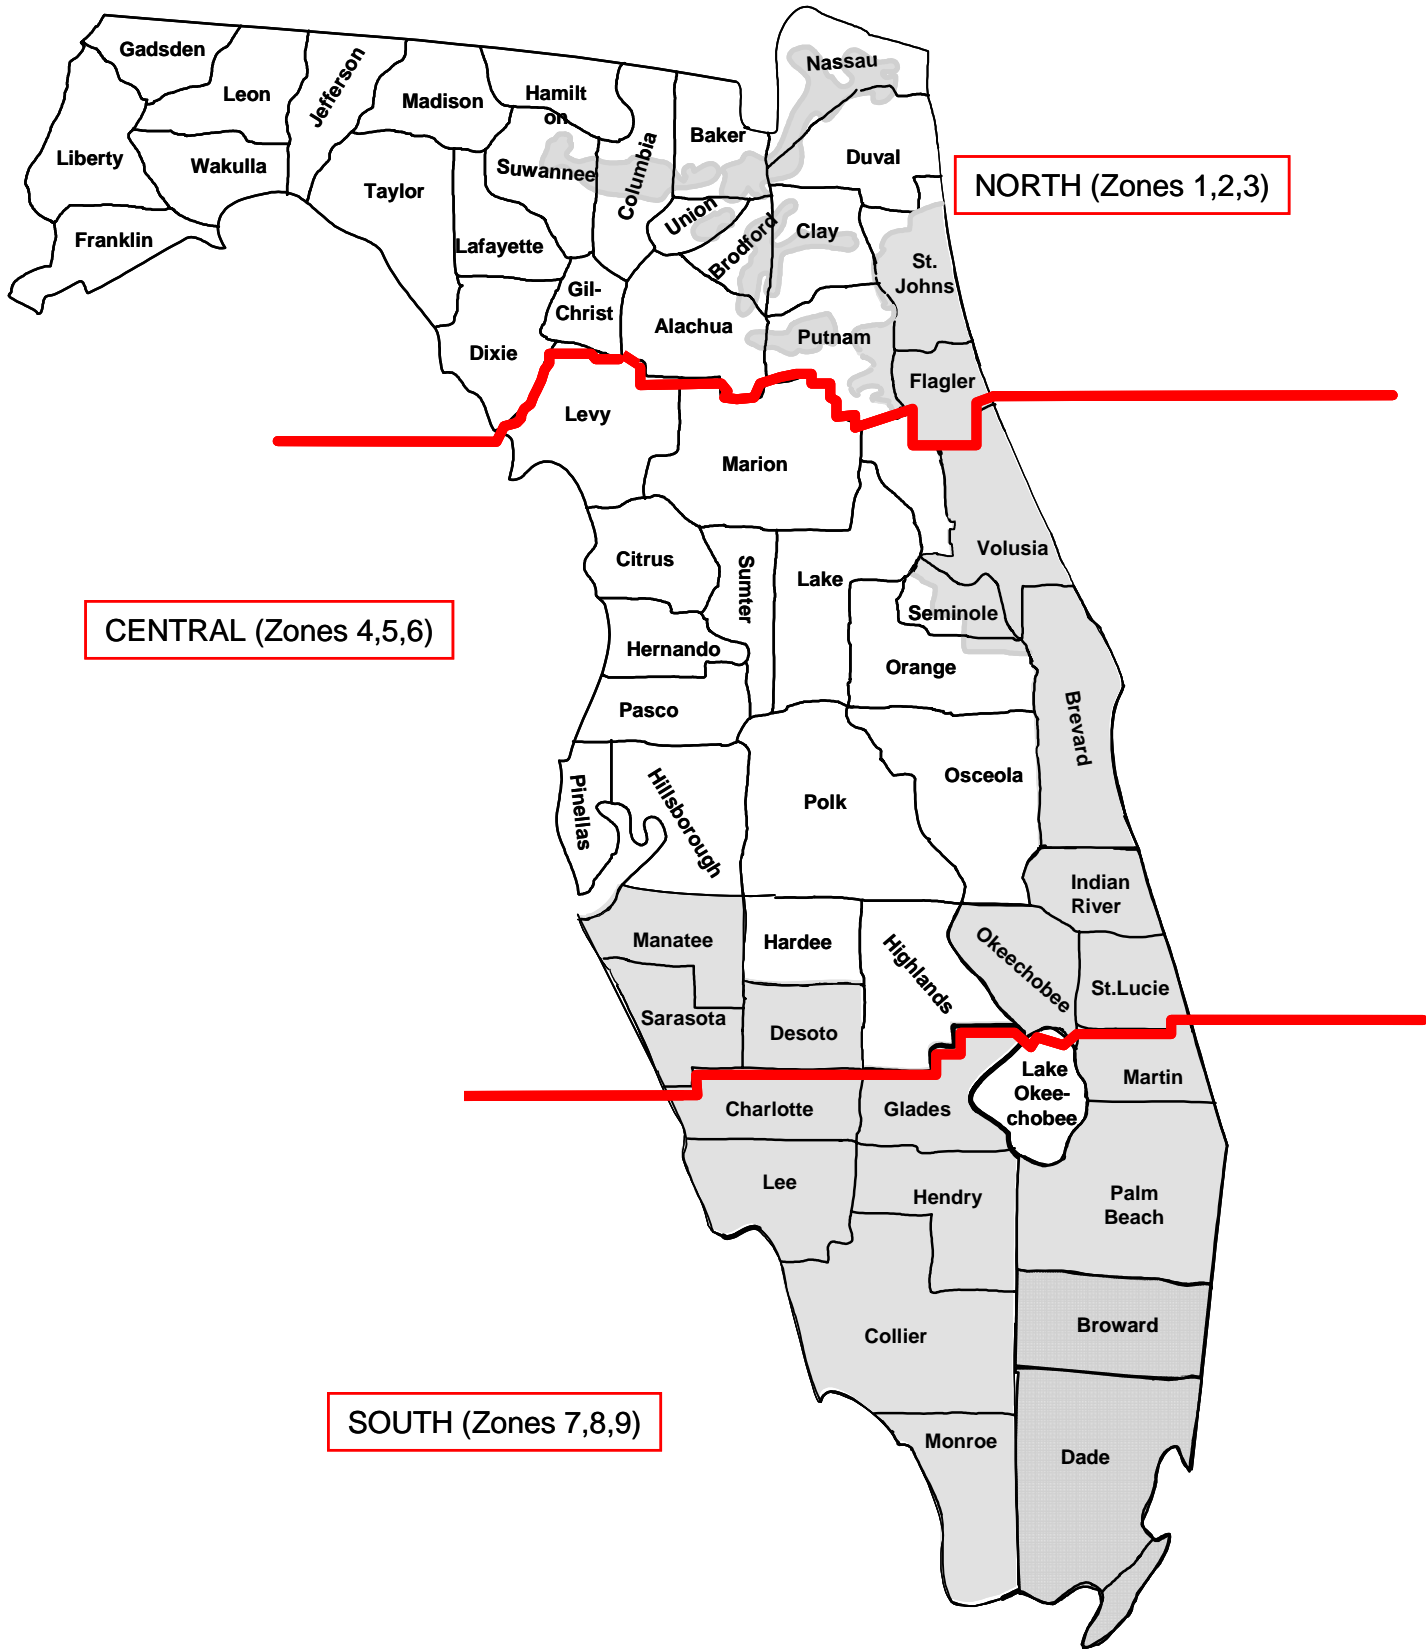 Gadsden
Leon
Jefferson
Madison
Hamilt
on
Nassau
Baker
Duval
Liberty
Wakulla
Taylor
Suwannee
Columbia
NORTH (Zones 1,2,3)
Franklin
Lafayette
Union
Brodford
Clay
St.
Johns
Gil-
Christ
Alachua
Putnam
Dixie
Flagler
Levy
Marion
Citrus
Sumter
Lake
Volusia
CENTRAL (Zones 4,5,6)
Hernando
Seminole
Orange
Pasco
Brevard
Pinellas
Hillsborough
Polk
Osceola
Indian
River
Manatee
Hardee
Highlands
Okeechobee
St.Lucie
Sarasota
Desoto
Lake
Okee-
chobee
Martin
Charlotte
Glades
Lee
Hendry
Palm
Beach
Collier
Broward
SOUTH (Zones 7,8,9)
Monroe
Dade